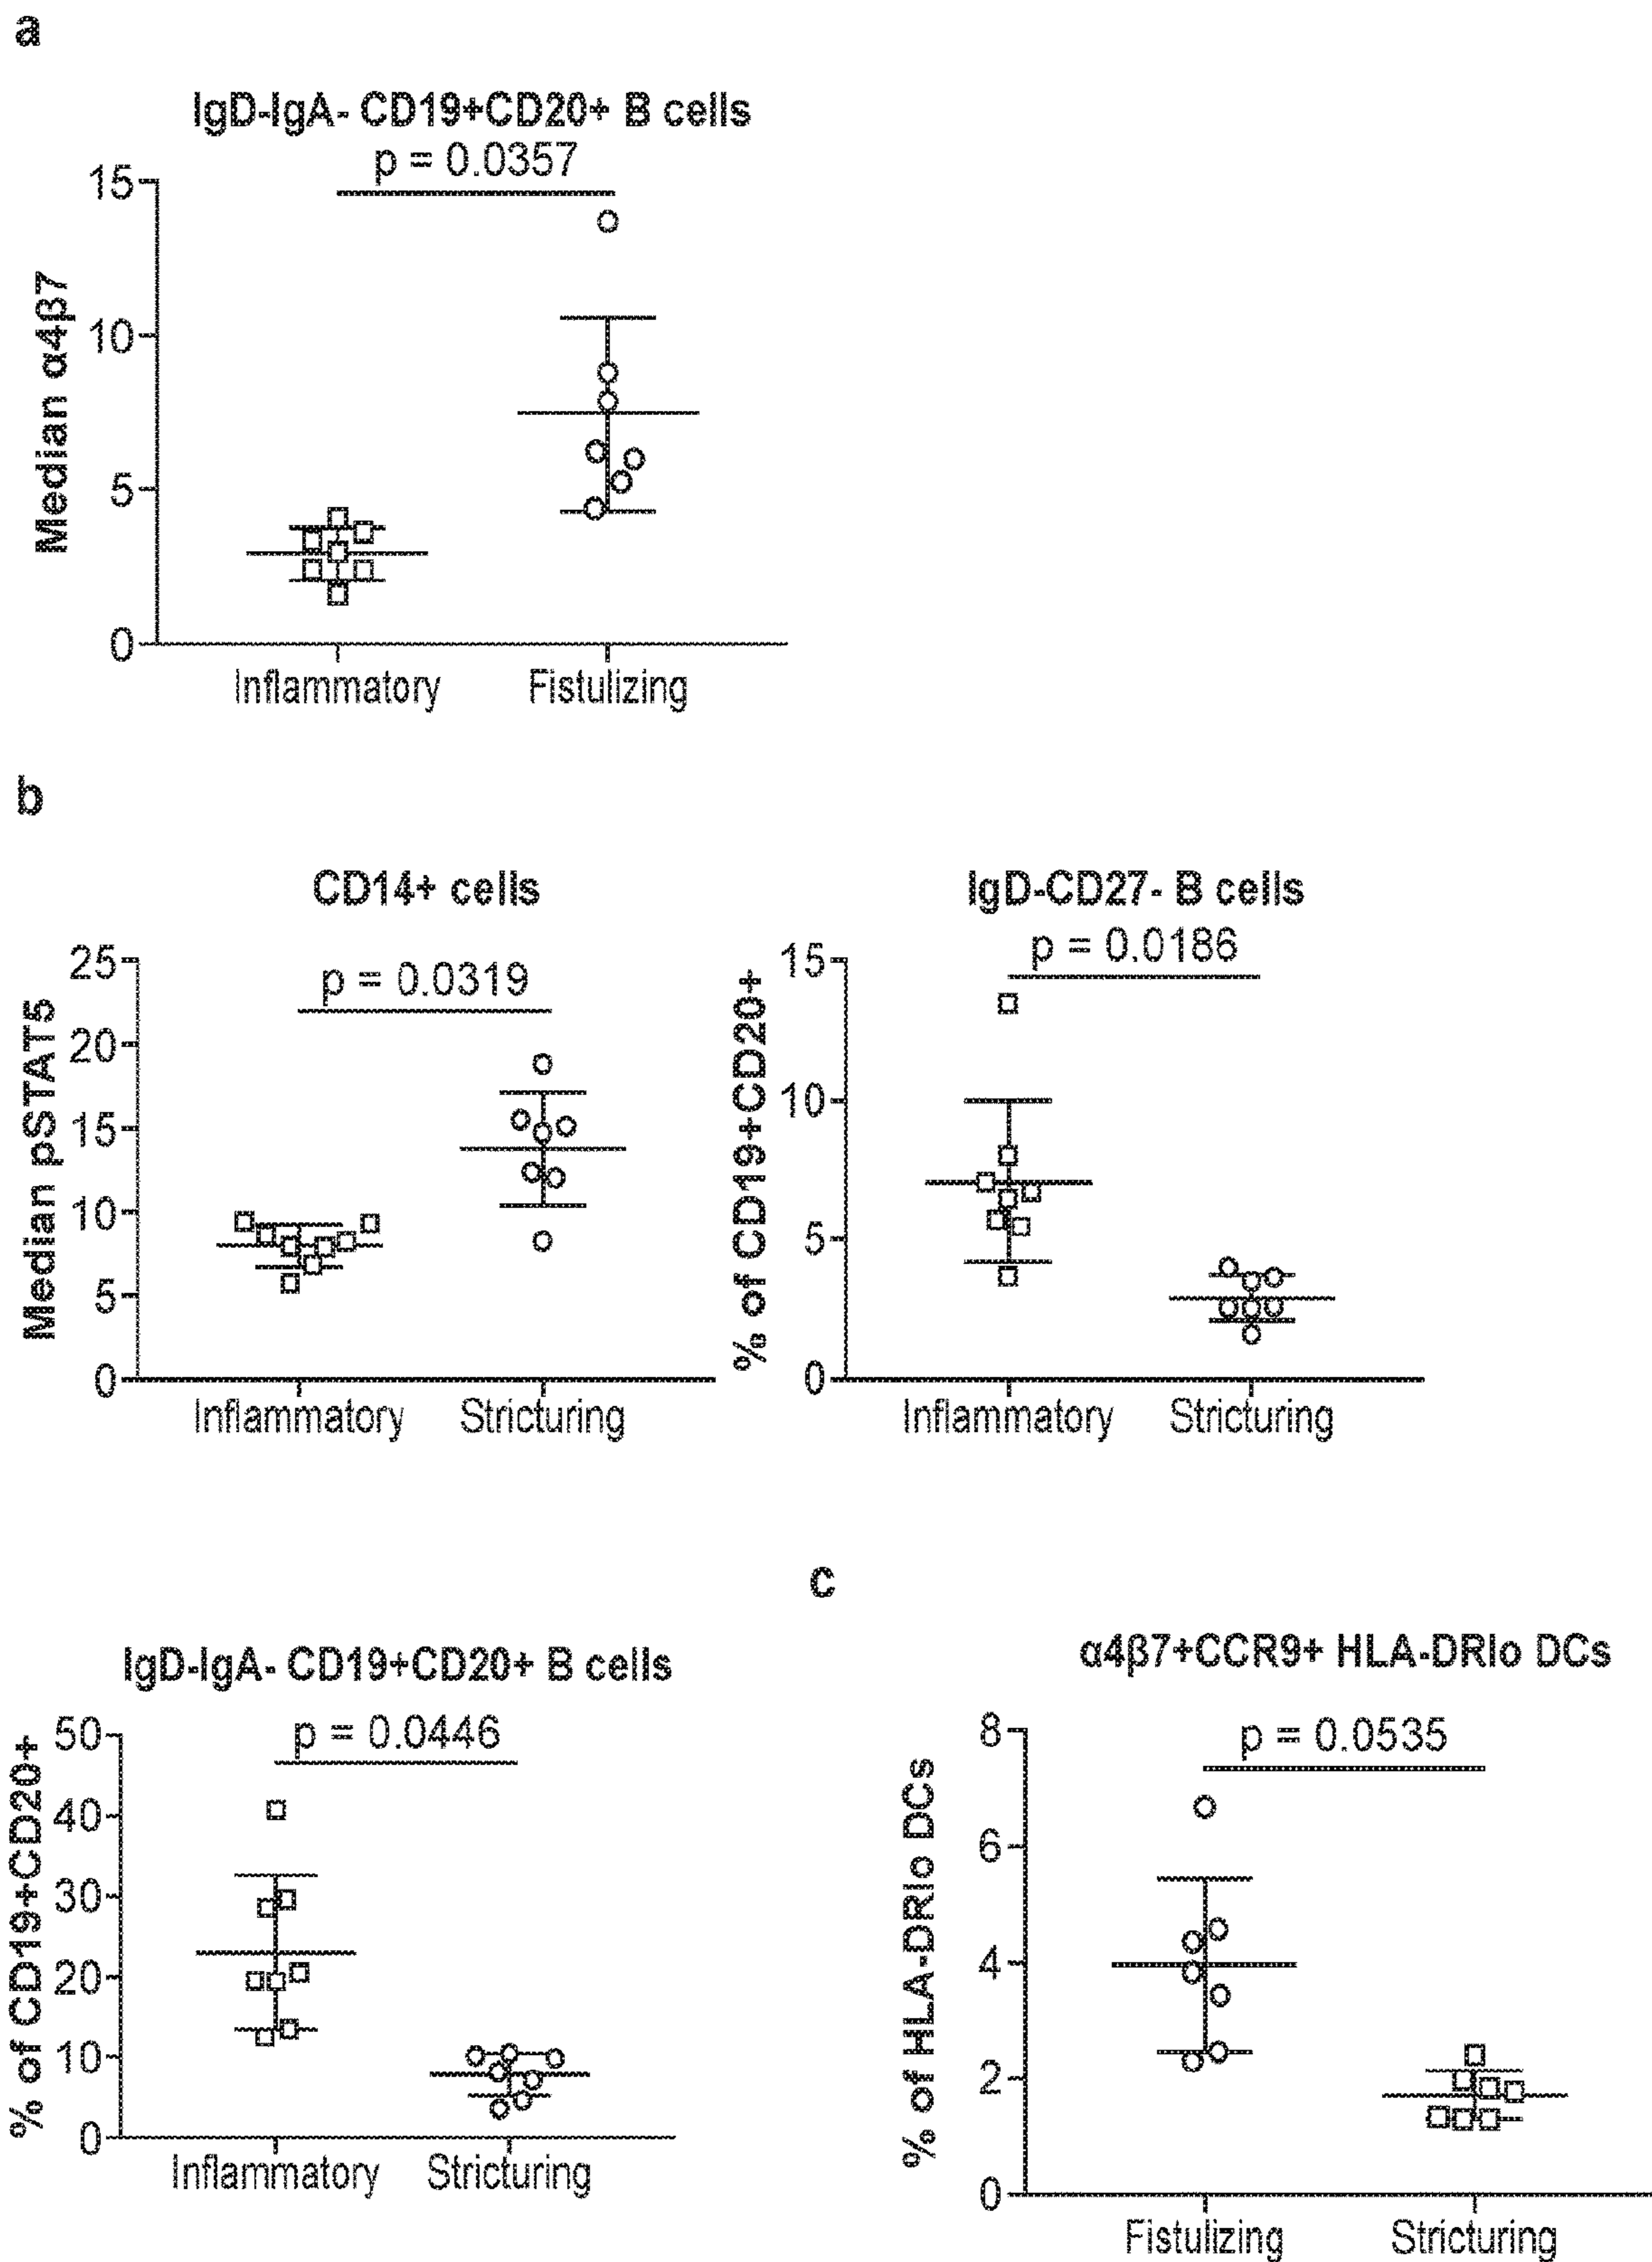 a
IgD-IgA- CD19+CD20+ B cells
p = 0.0357
Median α4β7
15
10
5
0
Inflammatory Fistulizing
b
CD14+ cells
p = 0.0319
Median pSTAT5
25
20
15
10
5
0
Inflammatory Stricturing
IgD-CD27- B cells
p = 0.0186
% of CD19+CD20+
15
10
5
0
Inflammatory Stricturing
IgD-IgA- CD19+CD20+ B cells
p = 0.0446
% of CD19+CD20+
50
40
30
20
10
0
Inflammatory Stricturing
c
α4β7+CCR9+ HLA-DRlo DCs
p = 0.0535
% of HLA-DRlo DCs
8
6
4
2
0
Fistulizing Stricturing